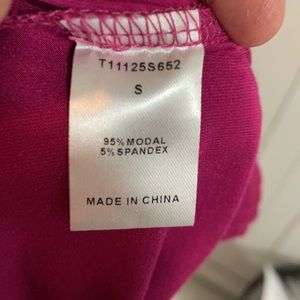 T11125S652
S
95% MODAL
5% SPANDEX
MADE IN CHINA